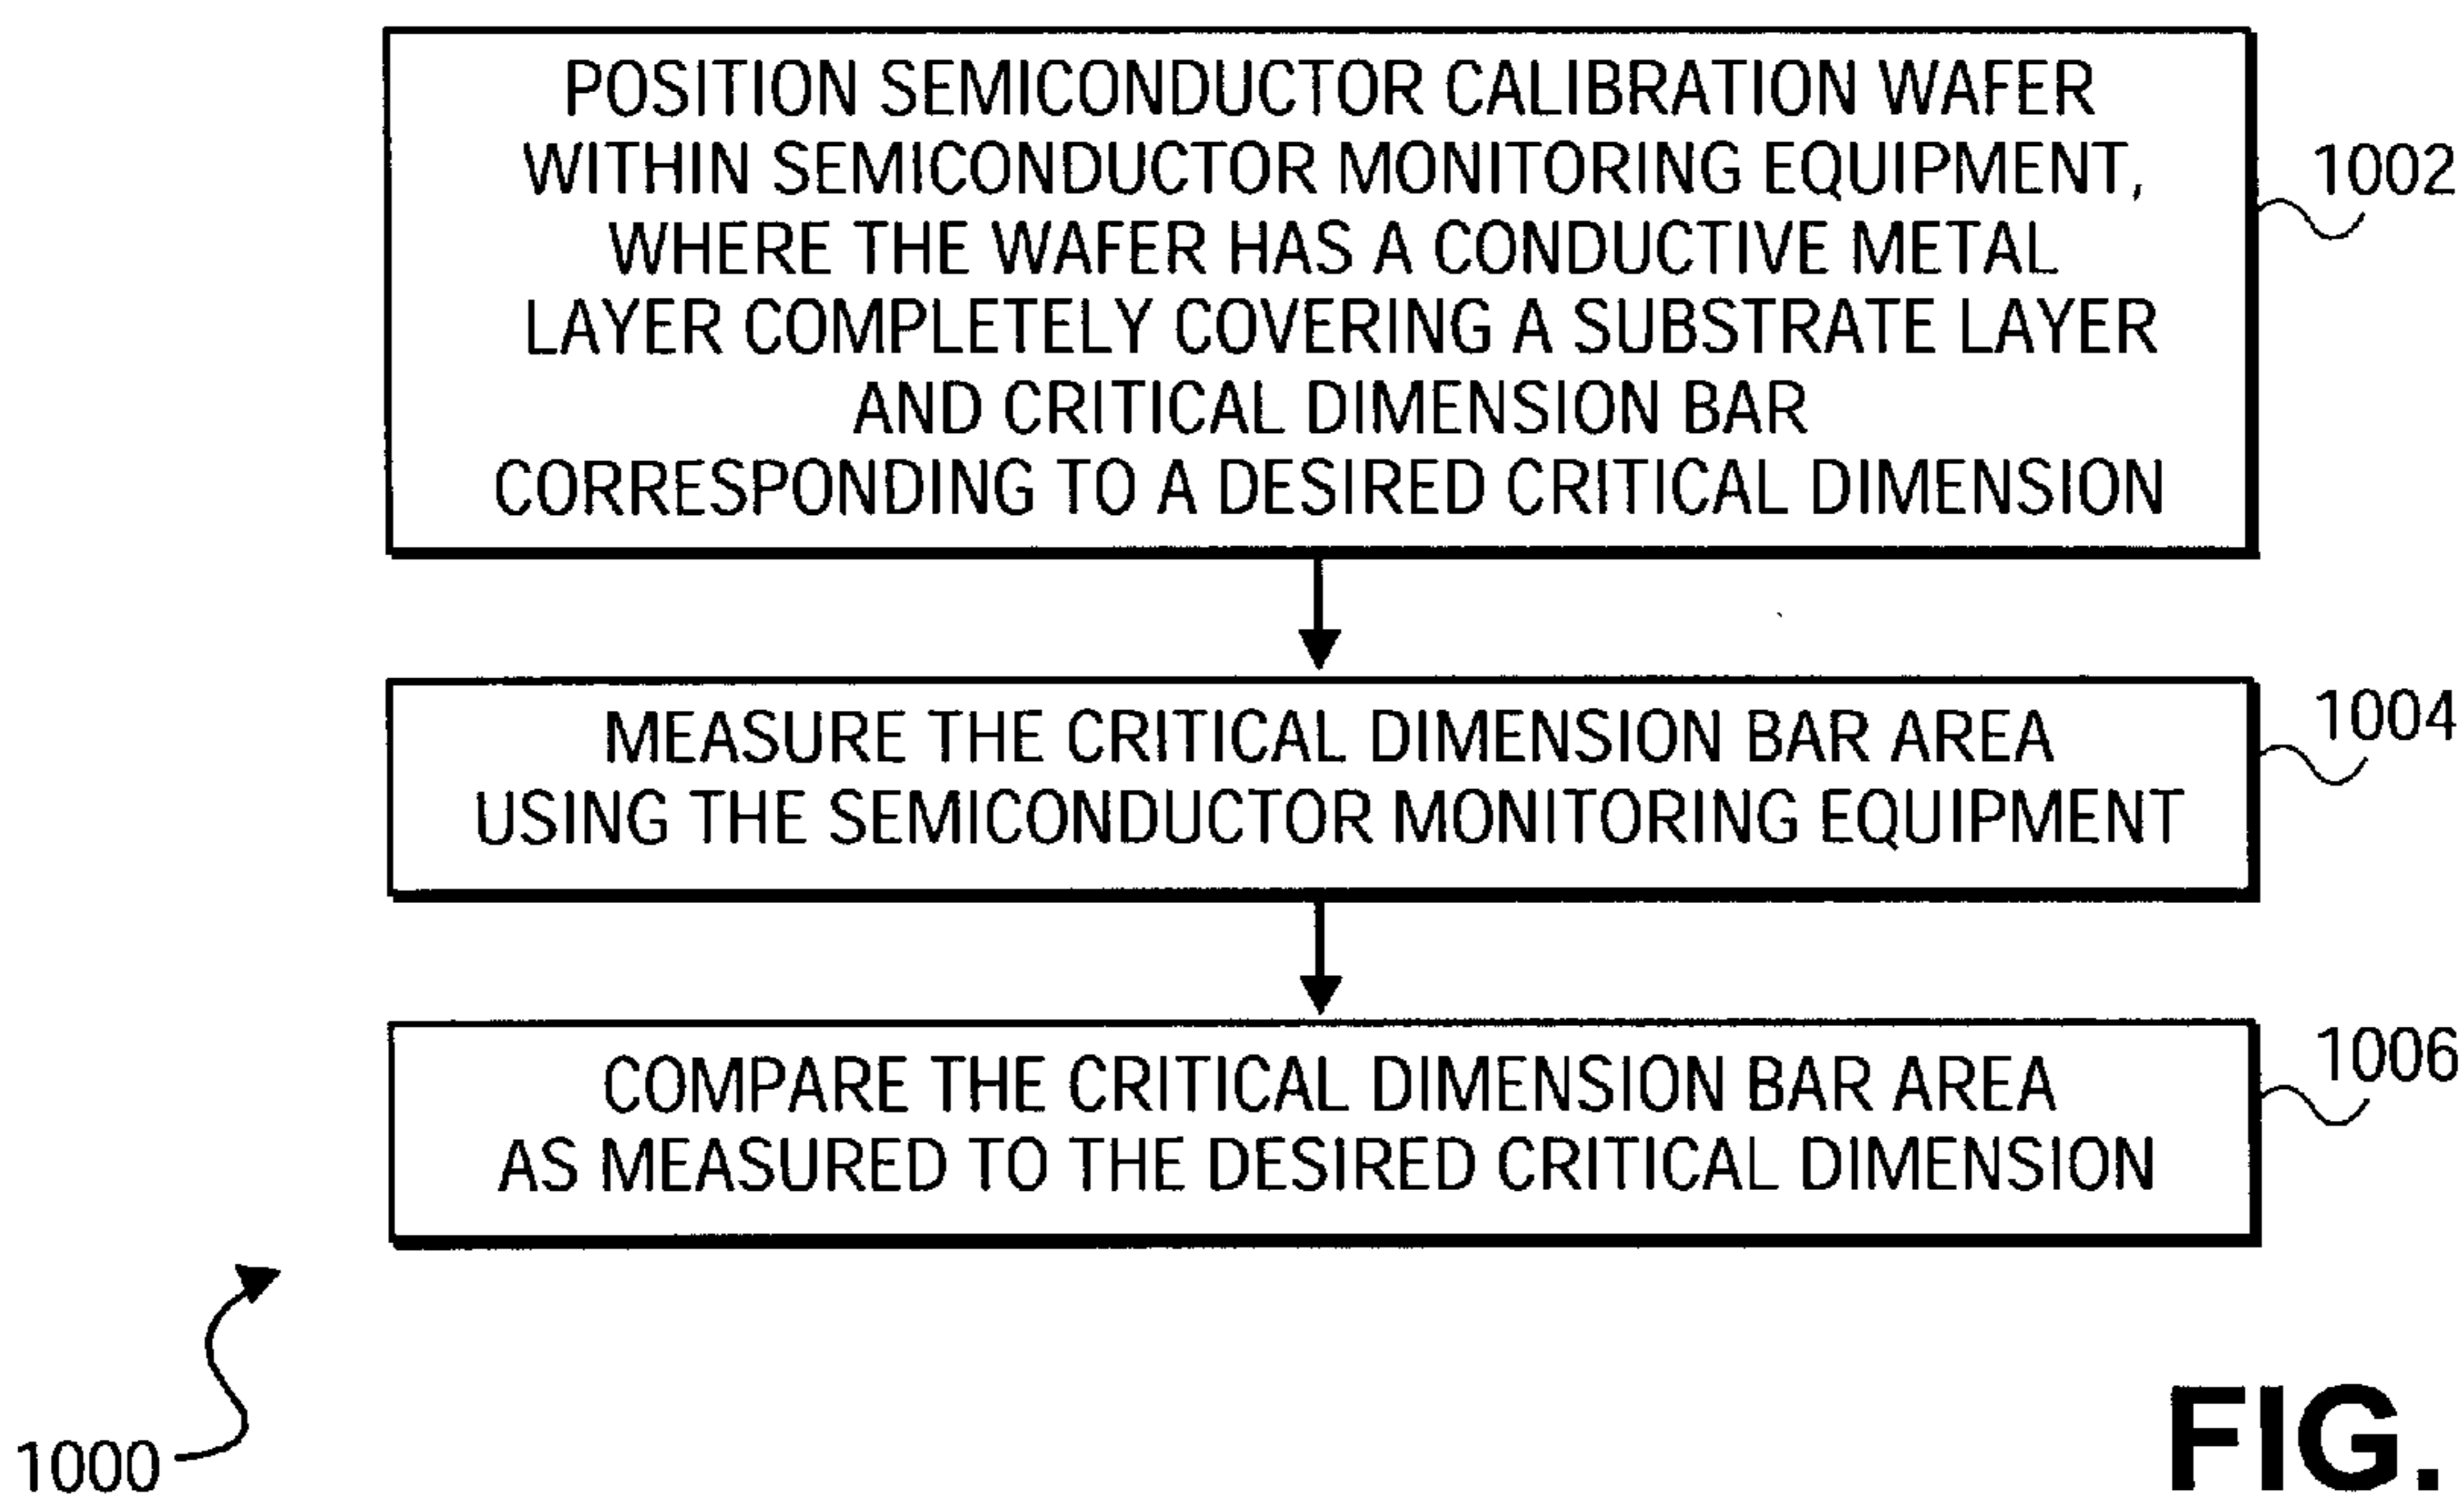 POSITION SEMICONDUCTOR CALIBRATION WAFER
WITHIN SEMICONDUCTOR MONITORING EQUIPMENT,
WHERE THE WAFER HAS A CONDUCTIVE METAL
LAYER COMPLETELY COVERING A SUBSTRATE LAYER
AND CRITICAL DIMENSION BAR
CORRESPONDING TO A DESIRED CRITICAL DIMENSION
1002
MEASURE THE CRITICAL DIMENSION BAR AREA
USING THE SEMICONDUCTOR MONITORING EQUIPMENT
1004
COMPARE THE CRITICAL DIMENSION BAR AREA
AS MEASURED TO THE DESIRED CRITICAL DIMENSION
1006
1000
FIG.